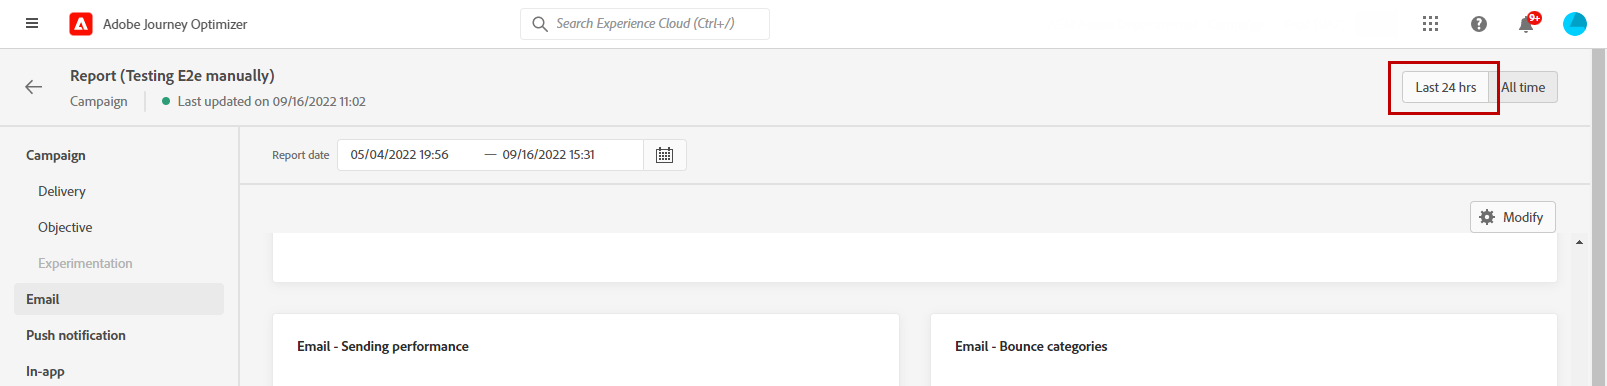 Adobe Journey Optimizer
Search Experience Cloud (Ctrl+/)
9+
Report (Testing E2e manually)
Campaign
Last updated on 09/16/2022 11:02
Last 24 hrs
All time
Campaign
Delivery
Objective
Experimentation
Email
Push notification
In-app
Report date
05/04/2022 19:56 — 09/16/2022 15:31
Modify
Email - Sending performance
Email - Bounce categories